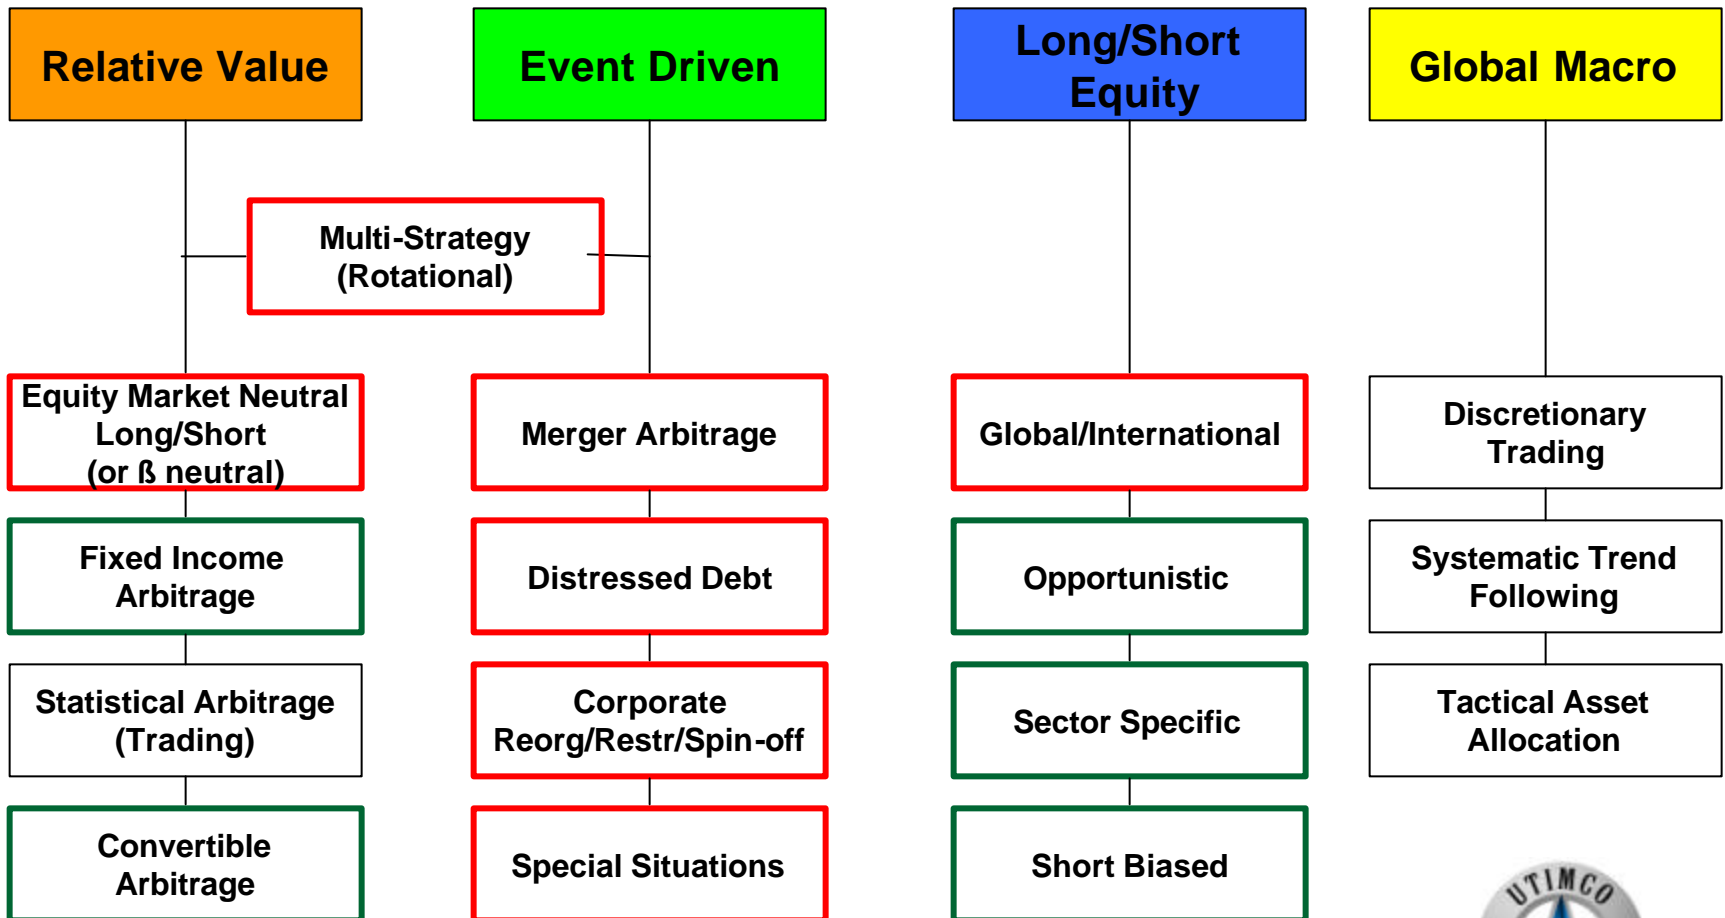 Relative Value
Event Driven
Long/Short
Equity
Global Macro
Multi-Strategy
(Rotational)
Equity Market Neutral
Long/Short
(or ß neutral)
Merger Arbitrage
Global/International
Discretionary
Trading
Fixed Income
Arbitrage
Distressed Debt
Opportunistic
Systematic Trend
Following
Statistical Arbitrage
(Trading)
Corporate
Reorg/Restr/Spin-off
Sector Specific
Tactical Asset
Allocation
Convertible
Arbitrage
Special Situations
Short Biased
UTIMCO